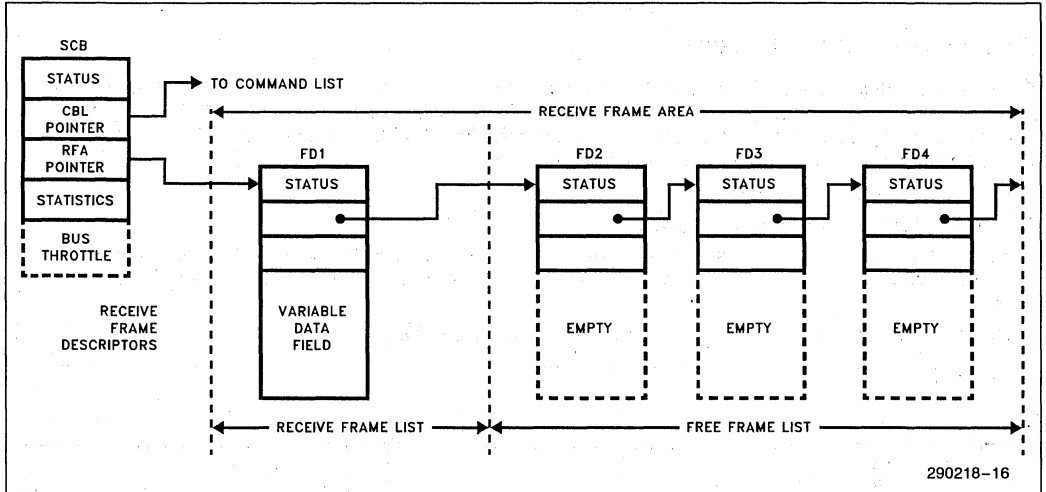 SCB
STATUS
CBL
POINTER
RFA
POINTER
STATISTICS
BUS
THROTTLE
TO COMMAND LIST
RECEIVE FRAME AREA
RECEIVE
FRAME
DESCRIPTORS
FD1
STATUS
VARIABLE
DATA
FIELD
FD2
STATUS
EMPTY
FD3
STATUS
EMPTY
FD4
STATUS
EMPTY
RECEIVE FRAME LIST
FREE FRAME LIST
290218–16